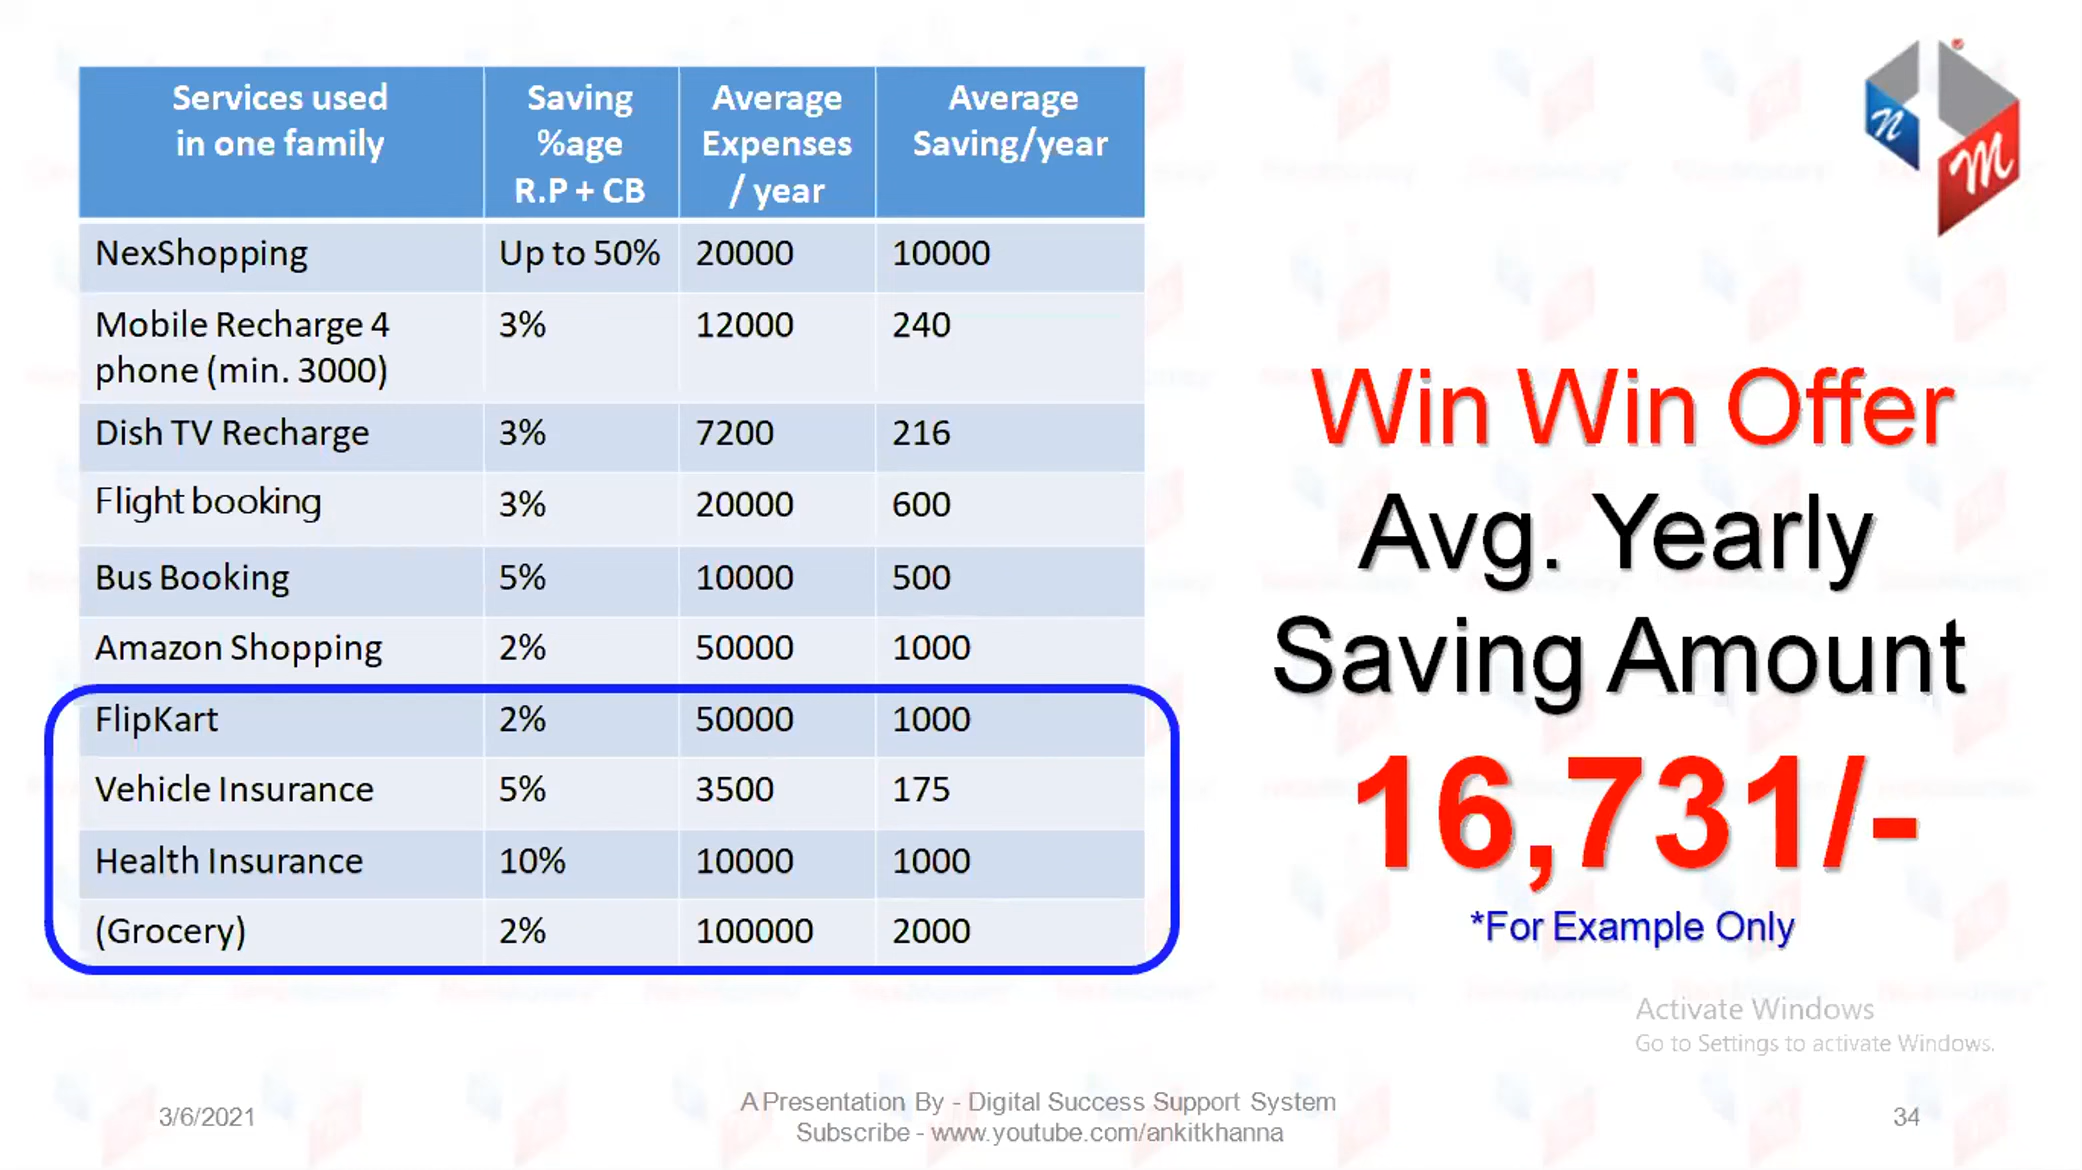 Services used
in one family
Saving
%age
R.P + CB
Average
Expenses
/ year
Average
Saving/year
NexShopping
Up to 50%
20000
10000
Mobile Recharge 4
phone (min. 3000)
3%
12000
240
Dish TV Recharge
3%
7200
216
Flight booking
3%
20000
600
Bus Booking
5%
10000
500
Amazon Shopping
2%
50000
1000
FlipKart
2%
50000
1000
Vehicle Insurance
5%
3500
175
Health Insurance
10%
10000
1000
(Grocery)
2%
100000
2000
n
m
Win Win Offer
Avg. Yearly
Saving Amount
16,731/-
*For Example Only
Activate Windows
Go to Settings to activate Windows.
3/6/2021
A Presentation By - Digital Success Support System
Subscribe - www.youtube.com/ankitkhanna
34